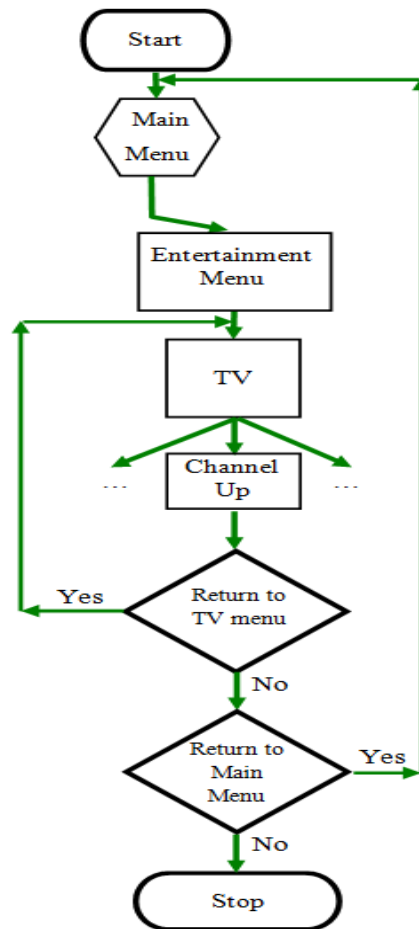 Start
Main
Menu
Entertainment
Menu
TV
... Channel ...
Up
Return to
TV menu
Yes
No
Return to
Main
Menu
Yes
No
Stop